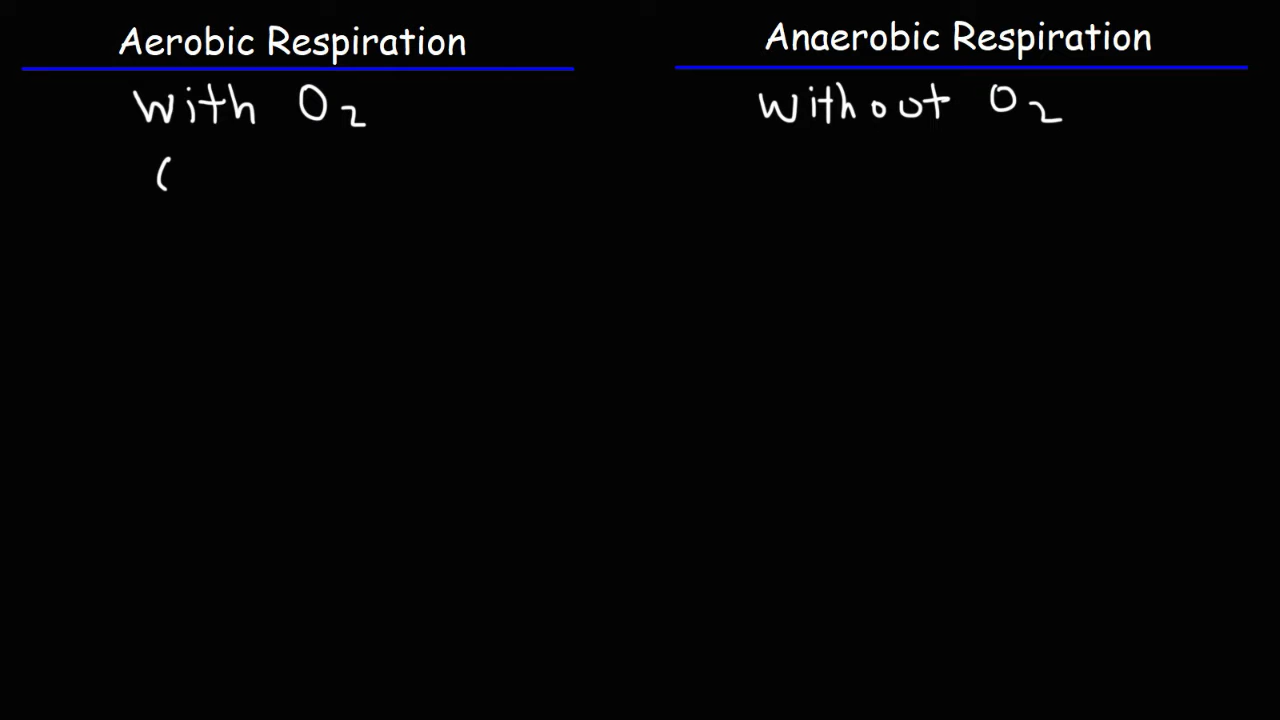 Aerobic Respiration
With O2
(
Anaerobic Respiration
Without O2